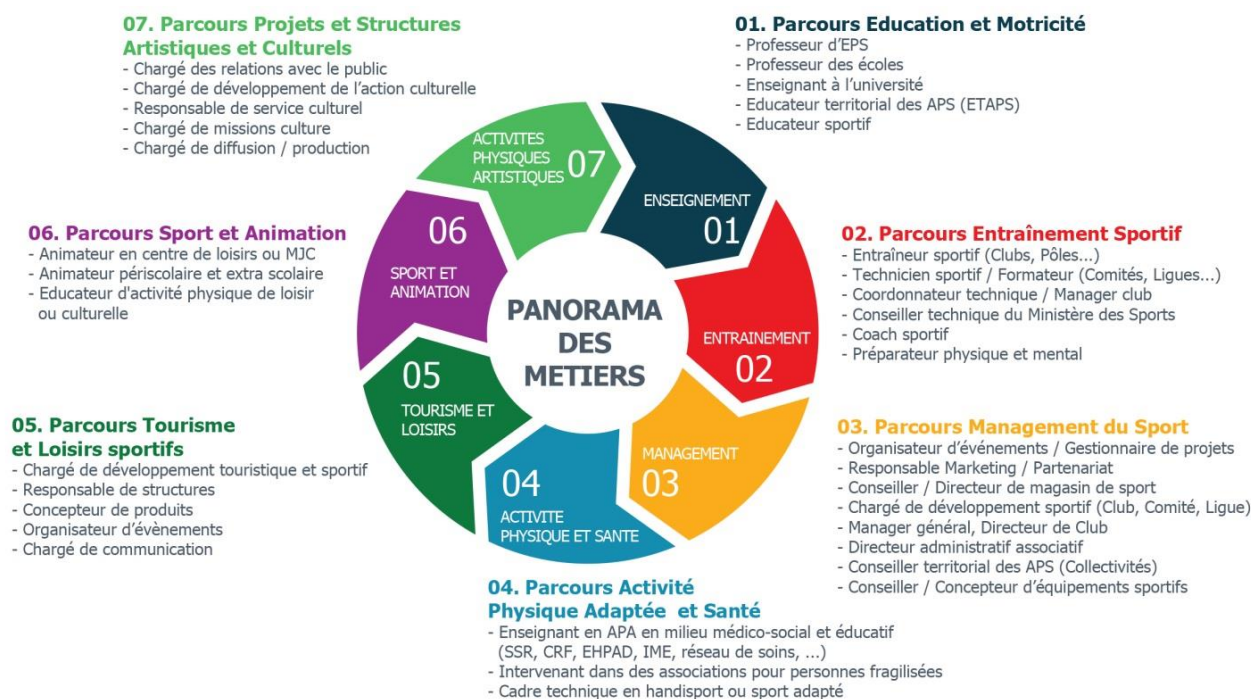 07. Parcours Projets et Structures
Artistiques et Culturels
- Chargé des relations avec le public
- Chargé de développement de l'action culturelle
- Responsable de service culturel
- Chargé de missions culture
- Chargé de diffusion / production
01. Parcours Education et Motricité
- Professeur d'EPS
- Professeur des écoles
- Enseignant à l'université
- Educateur territorial des APS (ETAPS)
- Educateur sportif
06. Parcours Sport et Animation
- Animateur en centre de loisirs ou MJC
- Animateur périscolaire et extra scolaire
- Educateur d'activité physique de loisir
ou culturelle
02. Parcours Entraînement Sportif
- Entraîneur sportif (Clubs, Pôles...)
- Technicien sportif / Formateur (Comités, Ligues...)
- Coordonnateur technique / Manager club
- Conseiller technique du Ministère des Sports
- Coach sportif
- Préparateur physique et mental
ACTIVITES
PHYSIQUES
ARTISTIQUES
07
ENSEIGNEMENT
01
06
SPORT ET
ANIMATION
PANORAMA
DES
METIERS
ENTRAINEMENT
02
05
TOURISME ET
LOISIRS
MANAGEMENT
03
04
ACTIVITE
PHYSIQUE ET SANTE
05. Parcours Tourisme
et Loisirs sportifs
- Chargé de développement touristique et sportif
- Responsable de structures
- Concepteur de produits
- Organisateur d'évènements
- Chargé de communication
03. Parcours Management du Sport
- Organisateur d'événements / Gestionnaire de projets
- Responsable Marketing / Partenariat
- Conseiller / Directeur de magasin de sport
- Chargé de développement sportif (Club, Comité, Ligue)
- Manager général, Directeur de Club
- Directeur administratif associatif
- Conseiller territorial des APS (Collectivités)
- Conseiller / Concepteur d'équipements sportifs
04. Parcours Activité
Physique Adaptée et Santé
- Enseignant en APA en milieu médico-social et éducatif
(SSR, CRF, EHPAD, IME, réseau de soins, ...)
- Intervenant dans des associations pour personnes fragilisées
- Cadre technique en handisport ou sport adapté